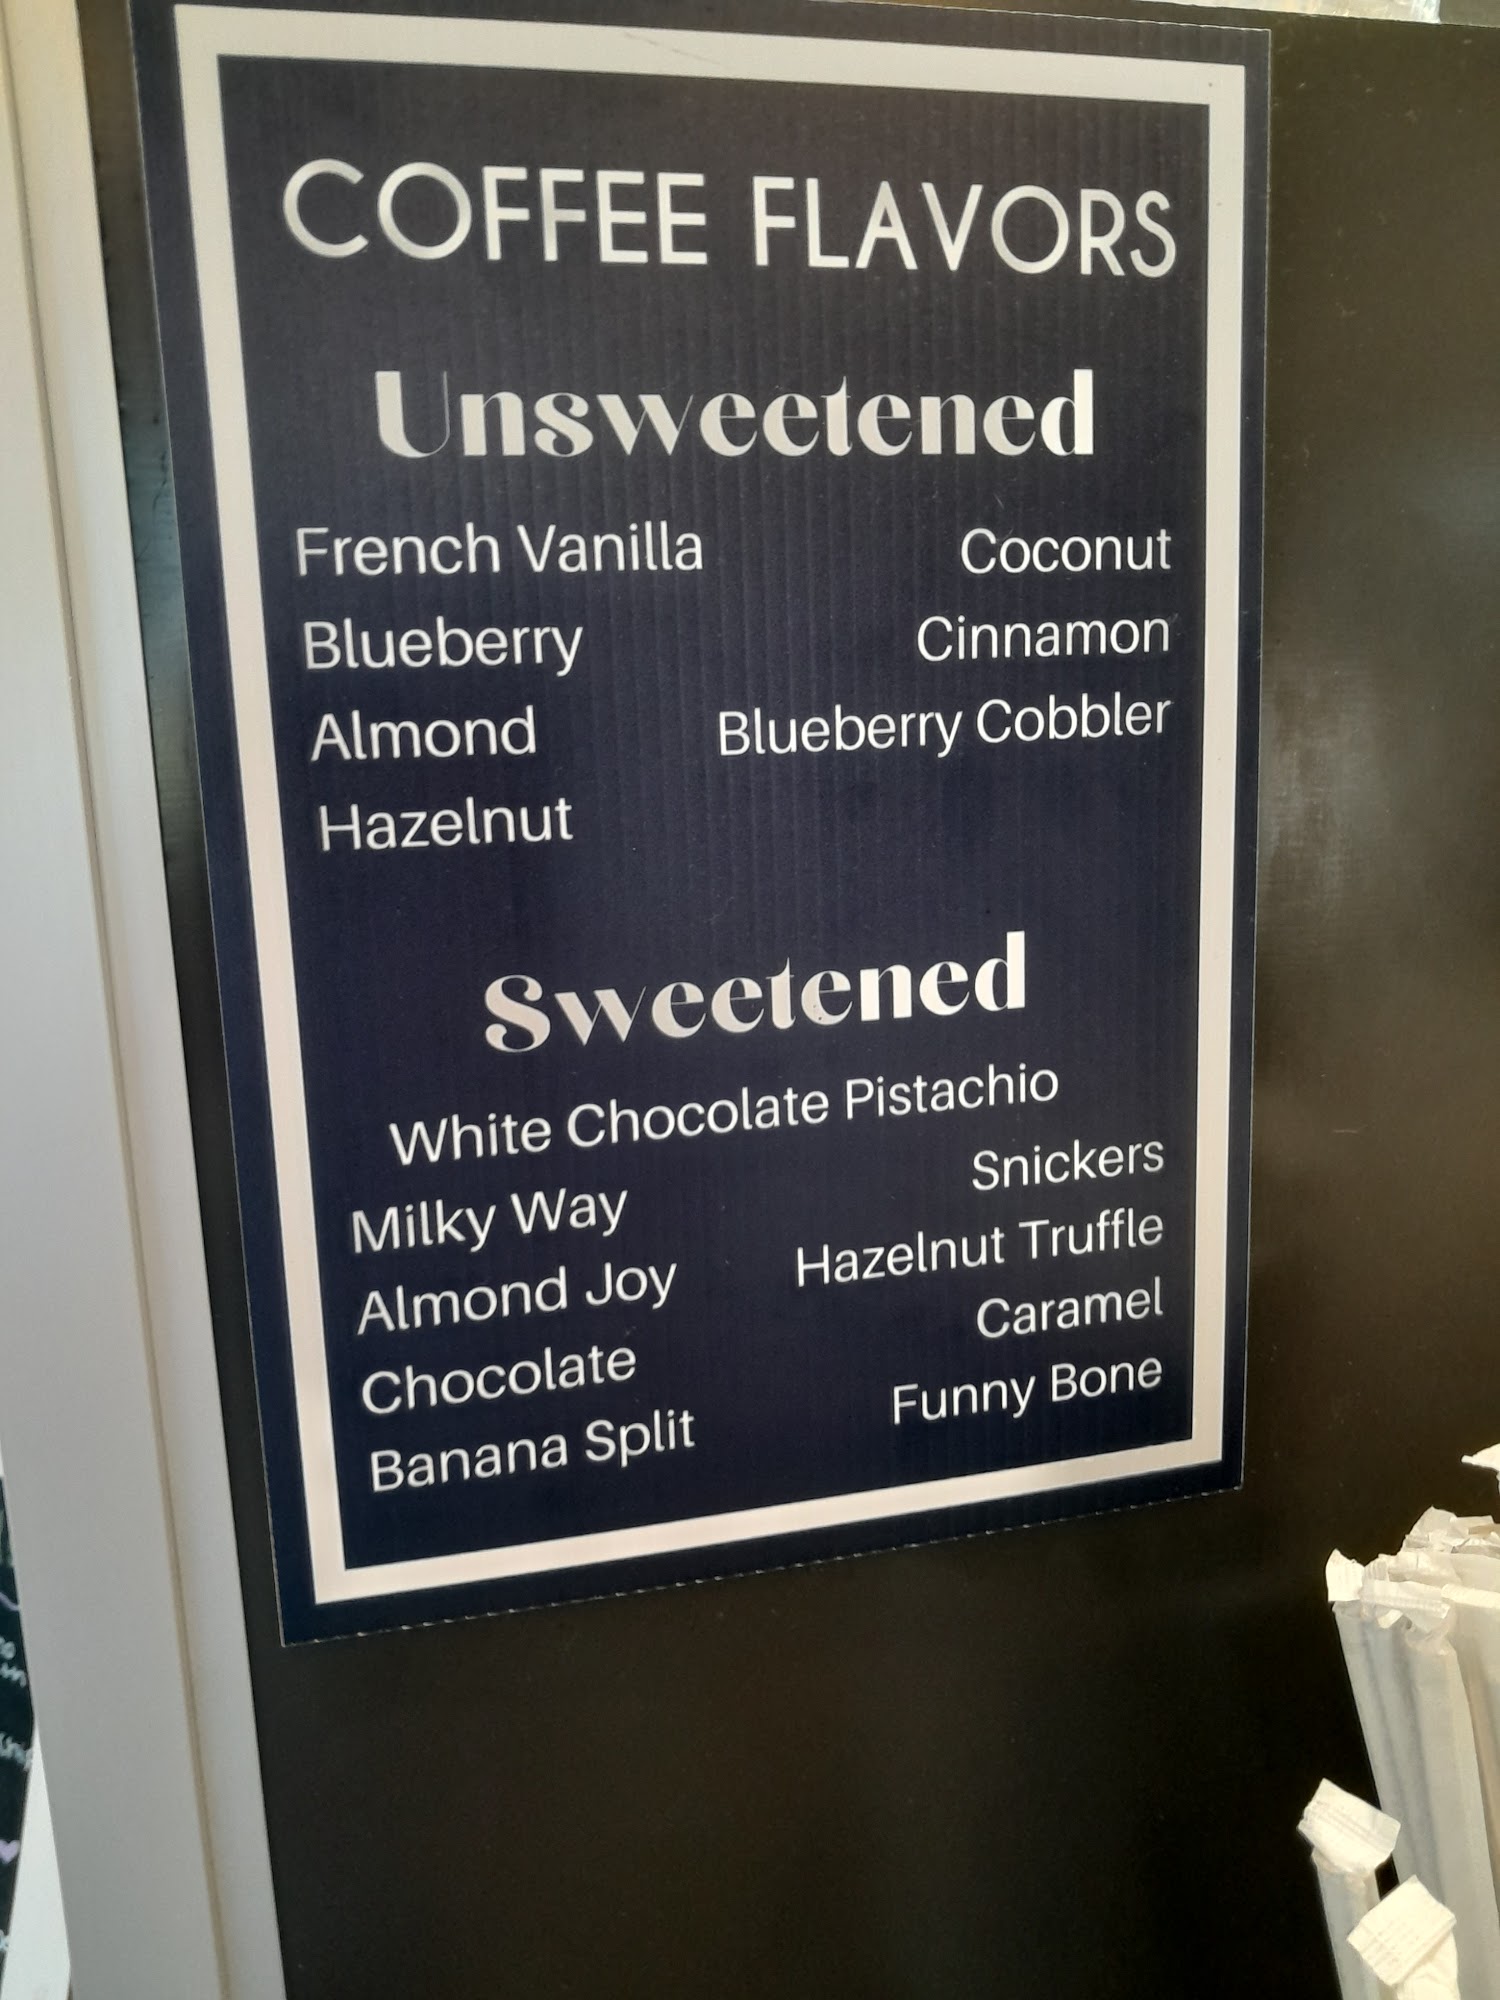 COFFEE FLAVORS
Unsweetened
French Vanilla
Blueberry
Almond
Hazelnut
Coconut
Cinnamon
Blueberry Cobbler
Sweetened
White Chocolate Pistachio
Milky Way
Almond Joy
Chocolate
Banana Split
Snickers
Hazelnut Truffle
Caramel
Funny Bone